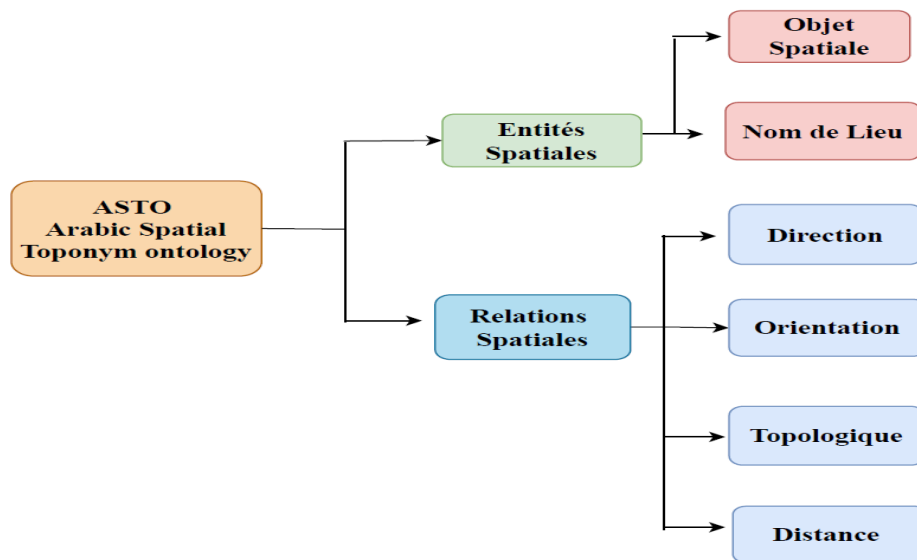 Objet
Spatiale
Entités
Spatiales
Nom de Lieu
ASTO
Arabic Spatial
Toponym ontology
Direction
Relations
Spatiales
Orientation
Topologique
Distance